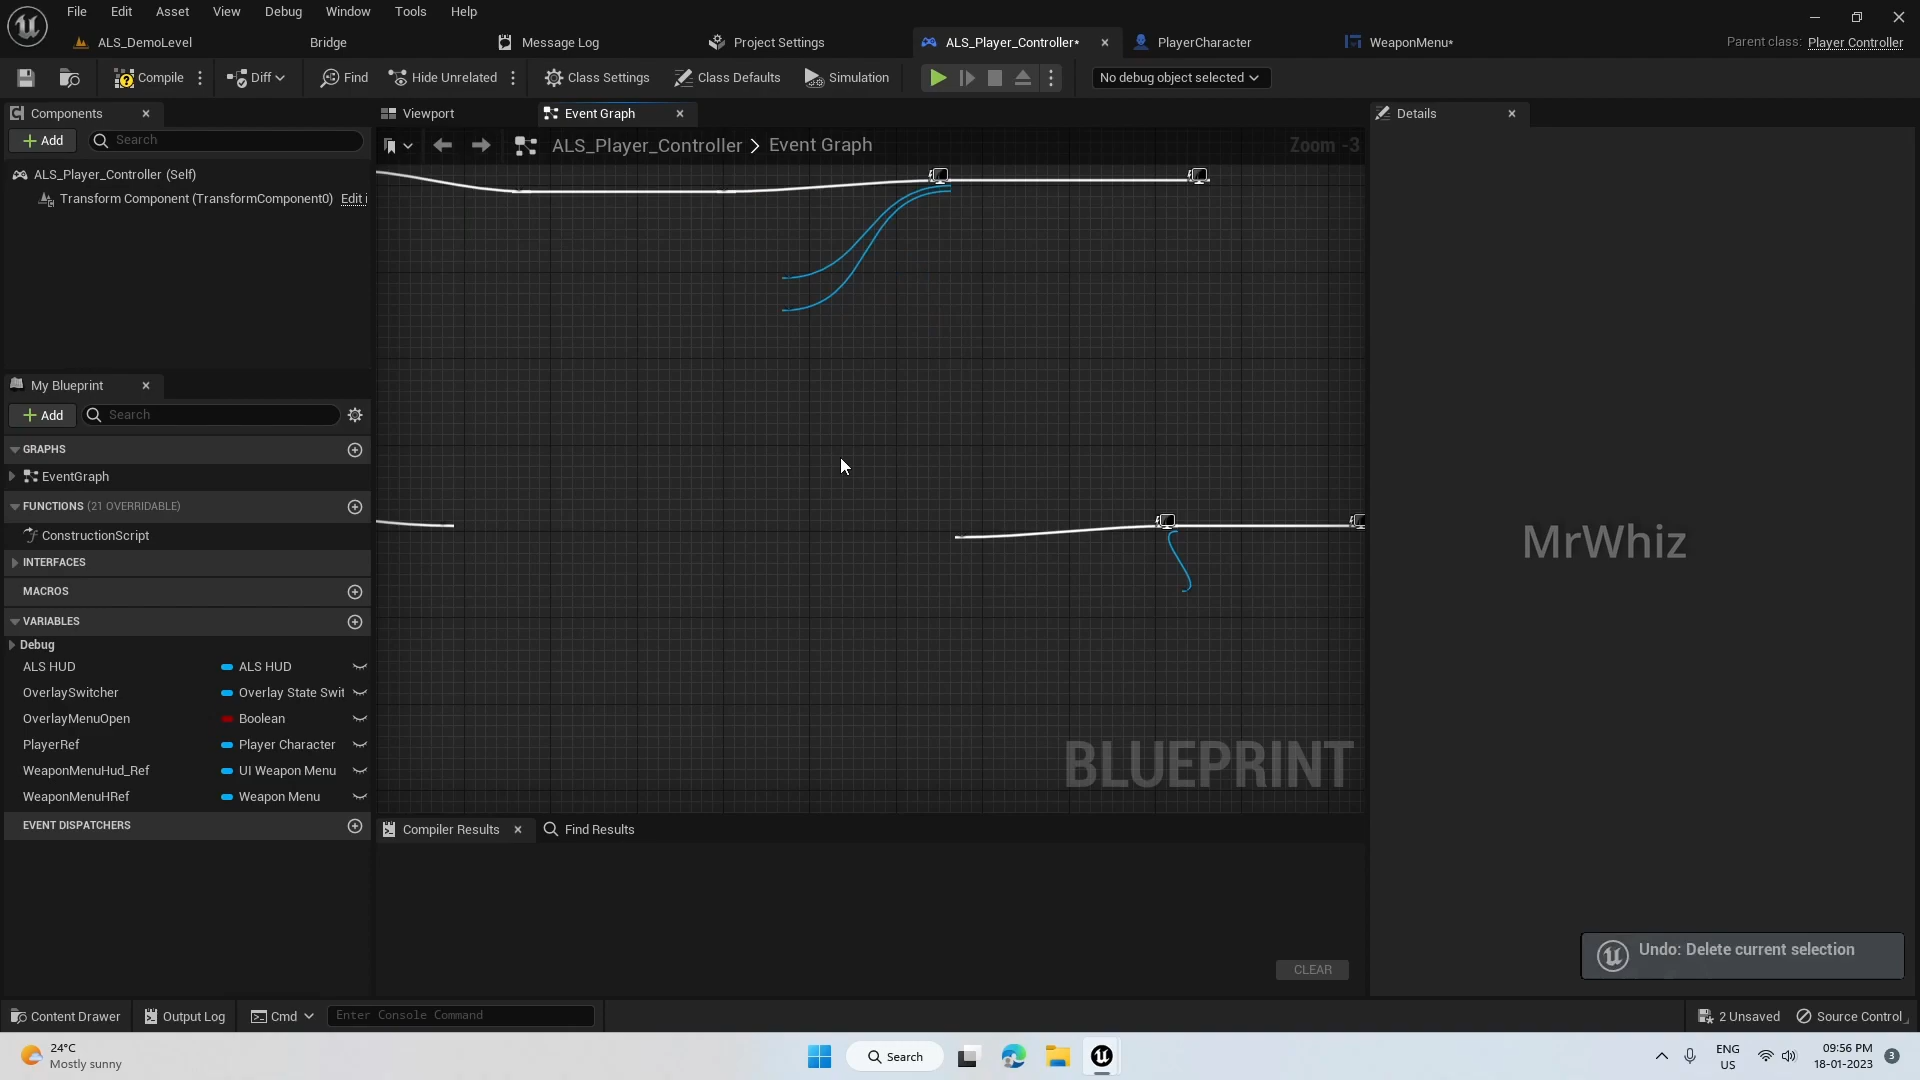 File Edit Asset View Debug Window Tools Help
ALS_DemoLevel Bridge Message Log Project Settings ALS_Player_Controller* PlayerCharacter WeaponMenu* Parent class: Player Controller
Compile Diff Find Hide Unrelated Class Settings Class Defaults Simulation No debug object selected
Components Viewport Event Graph Details
Add Search
ALS_Player_Controller > Event Graph Zoom -3
ALS_Player_Controller (Self)
Transform Component (TransformComponent0) Edit i
My Blueprint
Add Search
GRAPHS
EventGraph
FUNCTIONS (21 OVERRIDABLE)
ConstructionScript
INTERFACES
MACROS
VARIABLES
Debug
ALS HUD ALS HUD
OverlaySwitcher Overlay State Swit
OverlayMenuOpen Boolean
PlayerRef Player Character
WeaponMenuHud_Ref UI Weapon Menu
WeaponMenuHRef Weapon Menu
EVENT DISPATCHERS
BLUEPRINT
MrWhiz
Compiler Results Find Results
CLEAR
Undo: Delete current selection
Content Drawer Output Log Cmd Enter Console Command 2 Unsaved Source Control
24°C
Mostly sunny
Search
ENG
US
09:56 PM
18-01-2023
3